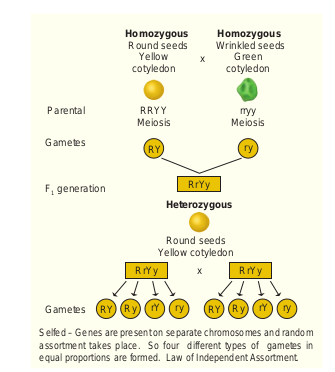 Homozygous Homozygous
Round seeds Wrinkled seeds
Yellow x Green
cotyledon cotyledon
Parental RRYY rryy
Meiosis Meiosis
Gametes RY ry
F1 generation RrYy
Heterozygous
Round seeds
Yellow cotyledon
RrYy x RrYy
Gametes RY Ry rY ry RY Ry rY ry
Selfed – Genes are present on separate chromosomes and random
assortment takes place. So four different types of gametes in
equal proportions are formed. Law of Independent Assortment.